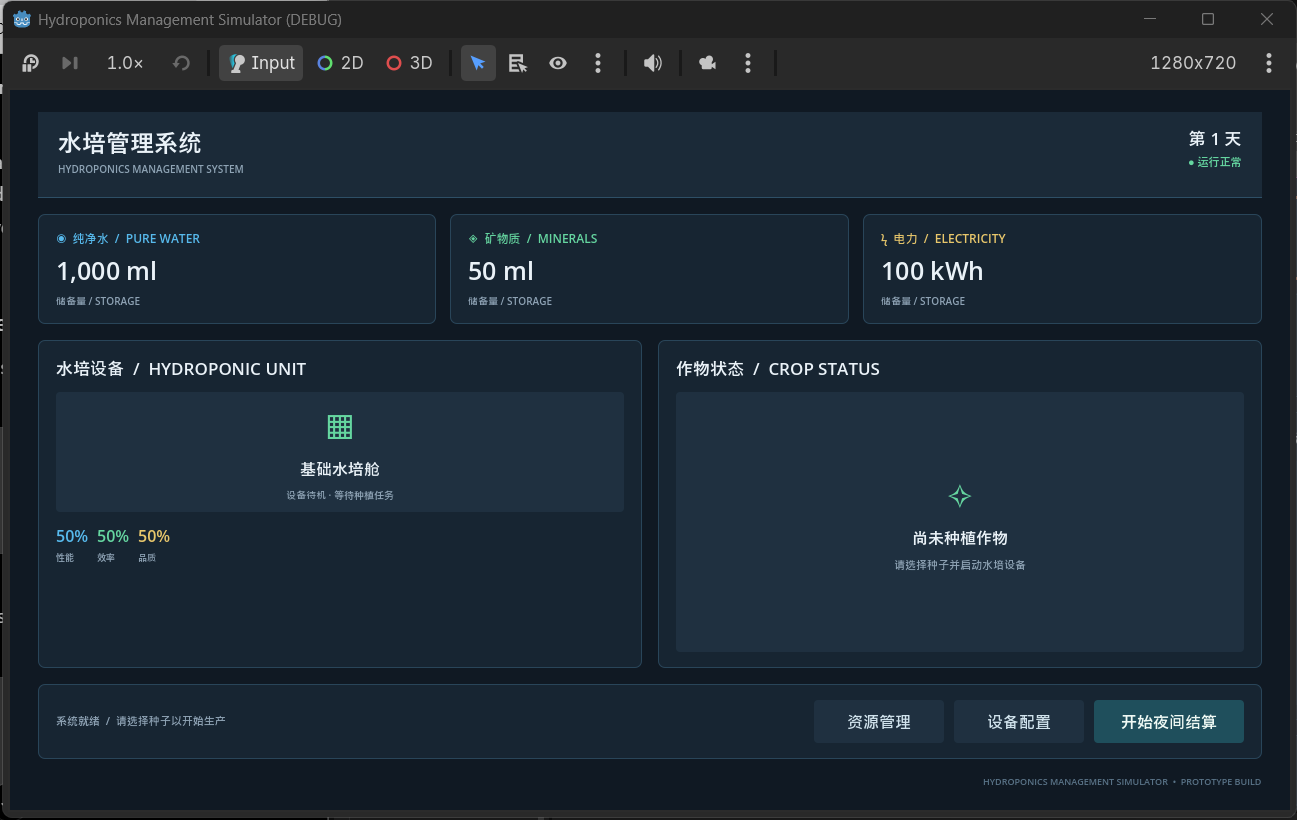 Hydroponics Management Simulator (DEBUG)
1.0× Input 2D 3D 1280x720
水培管理系统
HYDROPONICS MANAGEMENT SYSTEM
第 1 天
● 运行正常
◉ 纯净水 / PURE WATER
1,000 ml
储备量 / STORAGE
◈ 矿物质 / MINERALS
50 ml
储备量 / STORAGE
电力 / ELECTRICITY
100 kWh
储备量 / STORAGE
水培设备 / HYDROPONIC UNIT
基础水培舱
设备待机 · 等待种植任务
50% 50% 50%
性能 效率 品质
作物状态 / CROP STATUS
尚未种植作物
请选择种子并启动水培设备
系统就绪 / 请选择种子以开始生产
资源管理
设备配置
开始夜间结算
HYDROPONICS MANAGEMENT SIMULATOR • PROTOTYPE BUILD